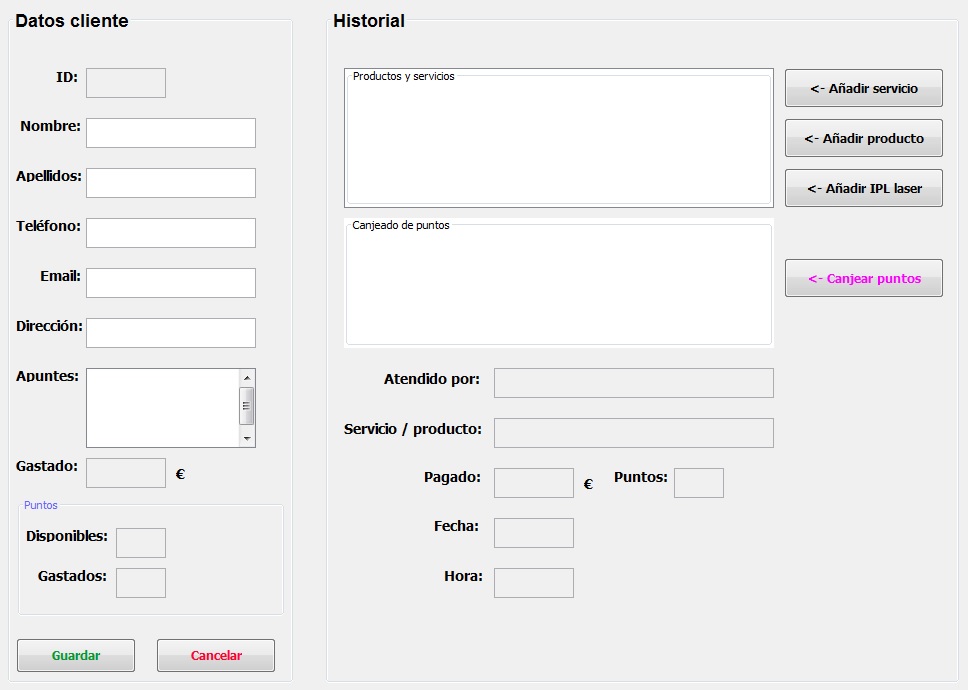 Datos cliente
ID:
Nombre:
Apellidos:
Teléfono:
Email:
Dirección:
Apuntes:
Gastado: €
Puntos
Disponibles:
Gastados:
Guardar Cancelar
Historial
Productos y servicios
<- Añadir servicio
<- Añadir producto
<- Añadir IPL laser
Canjeado de puntos
<- Canjear puntos
Atendido por:
Servicio / producto:
Pagado: € Puntos:
Fecha:
Hora: